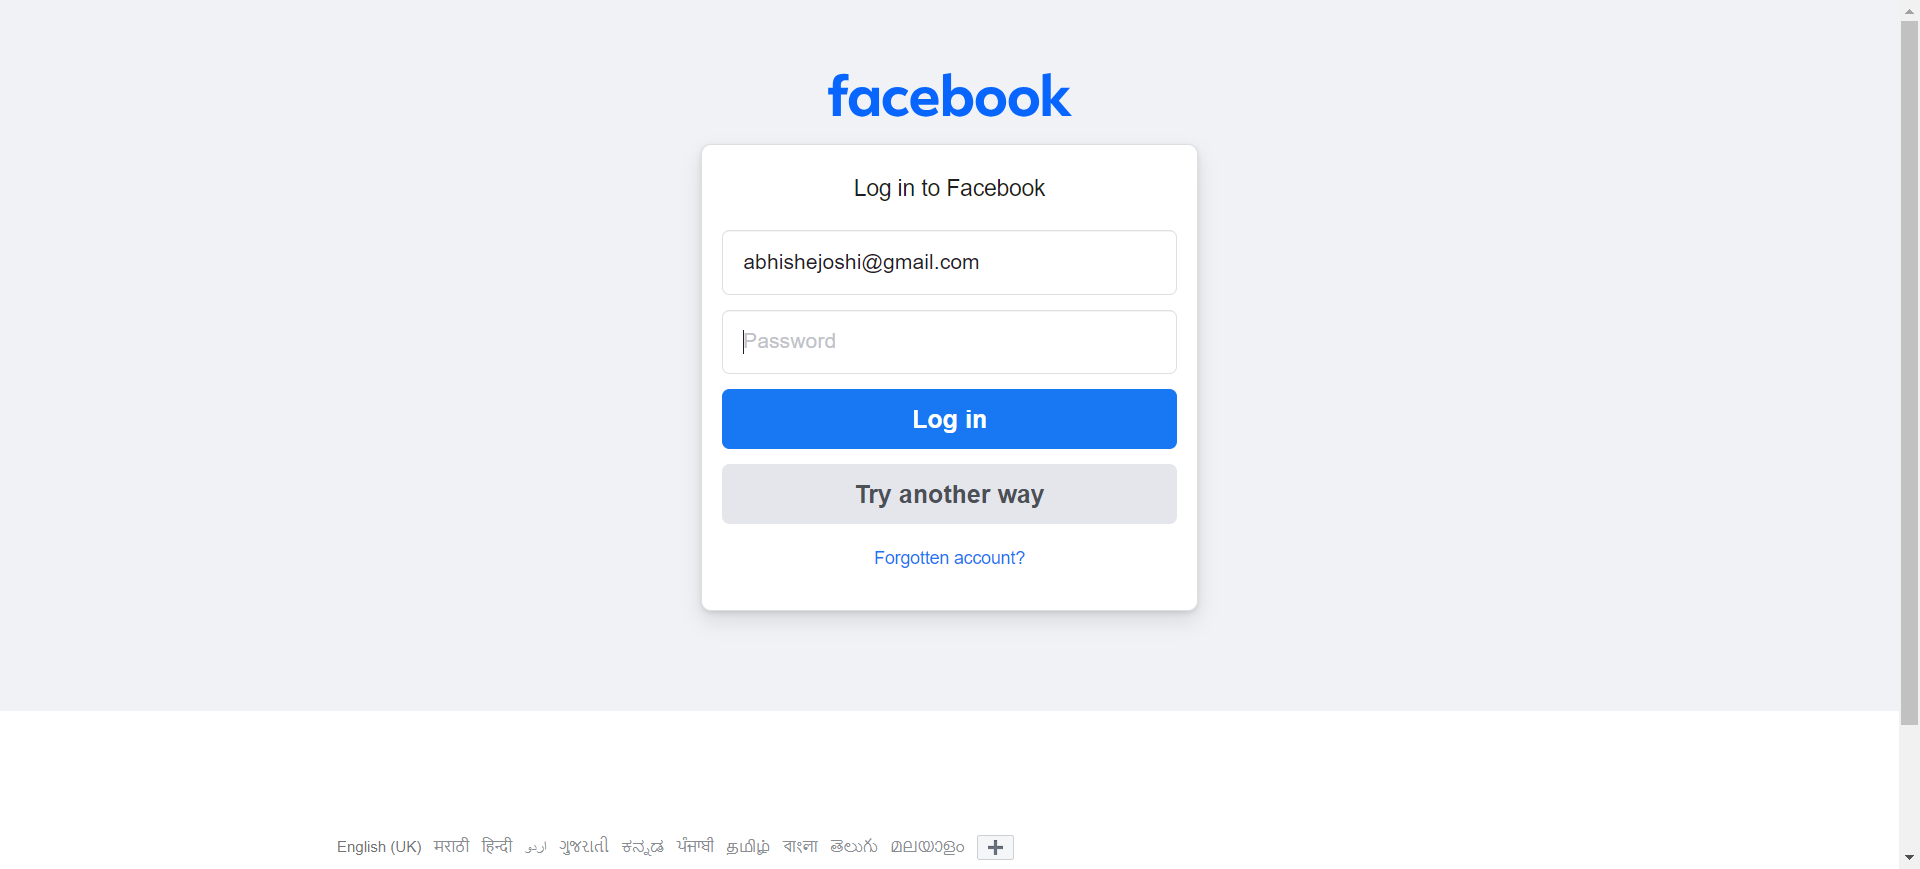 facebook
Log in to Facebook
abhishejoshi@gmail.com
Password
Log in
Try another way
Forgotten account?
English (UK) मराठी हिन्दी اردو ગુજરાતી ಕನ್ನಡ ਪੰਜਾਬੀ தமிழ் বাংলা తెలుగు മലയാളം